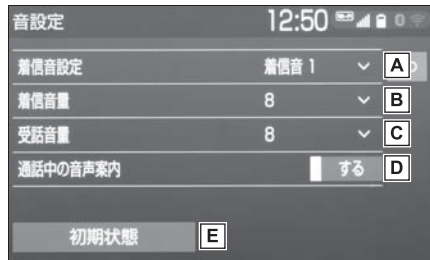 音設定 12:50 0
着信音設定 着信音 1 A
着信音量 8 B
受話音量 8 C
通話中の音声案内 する D
初期状態 E